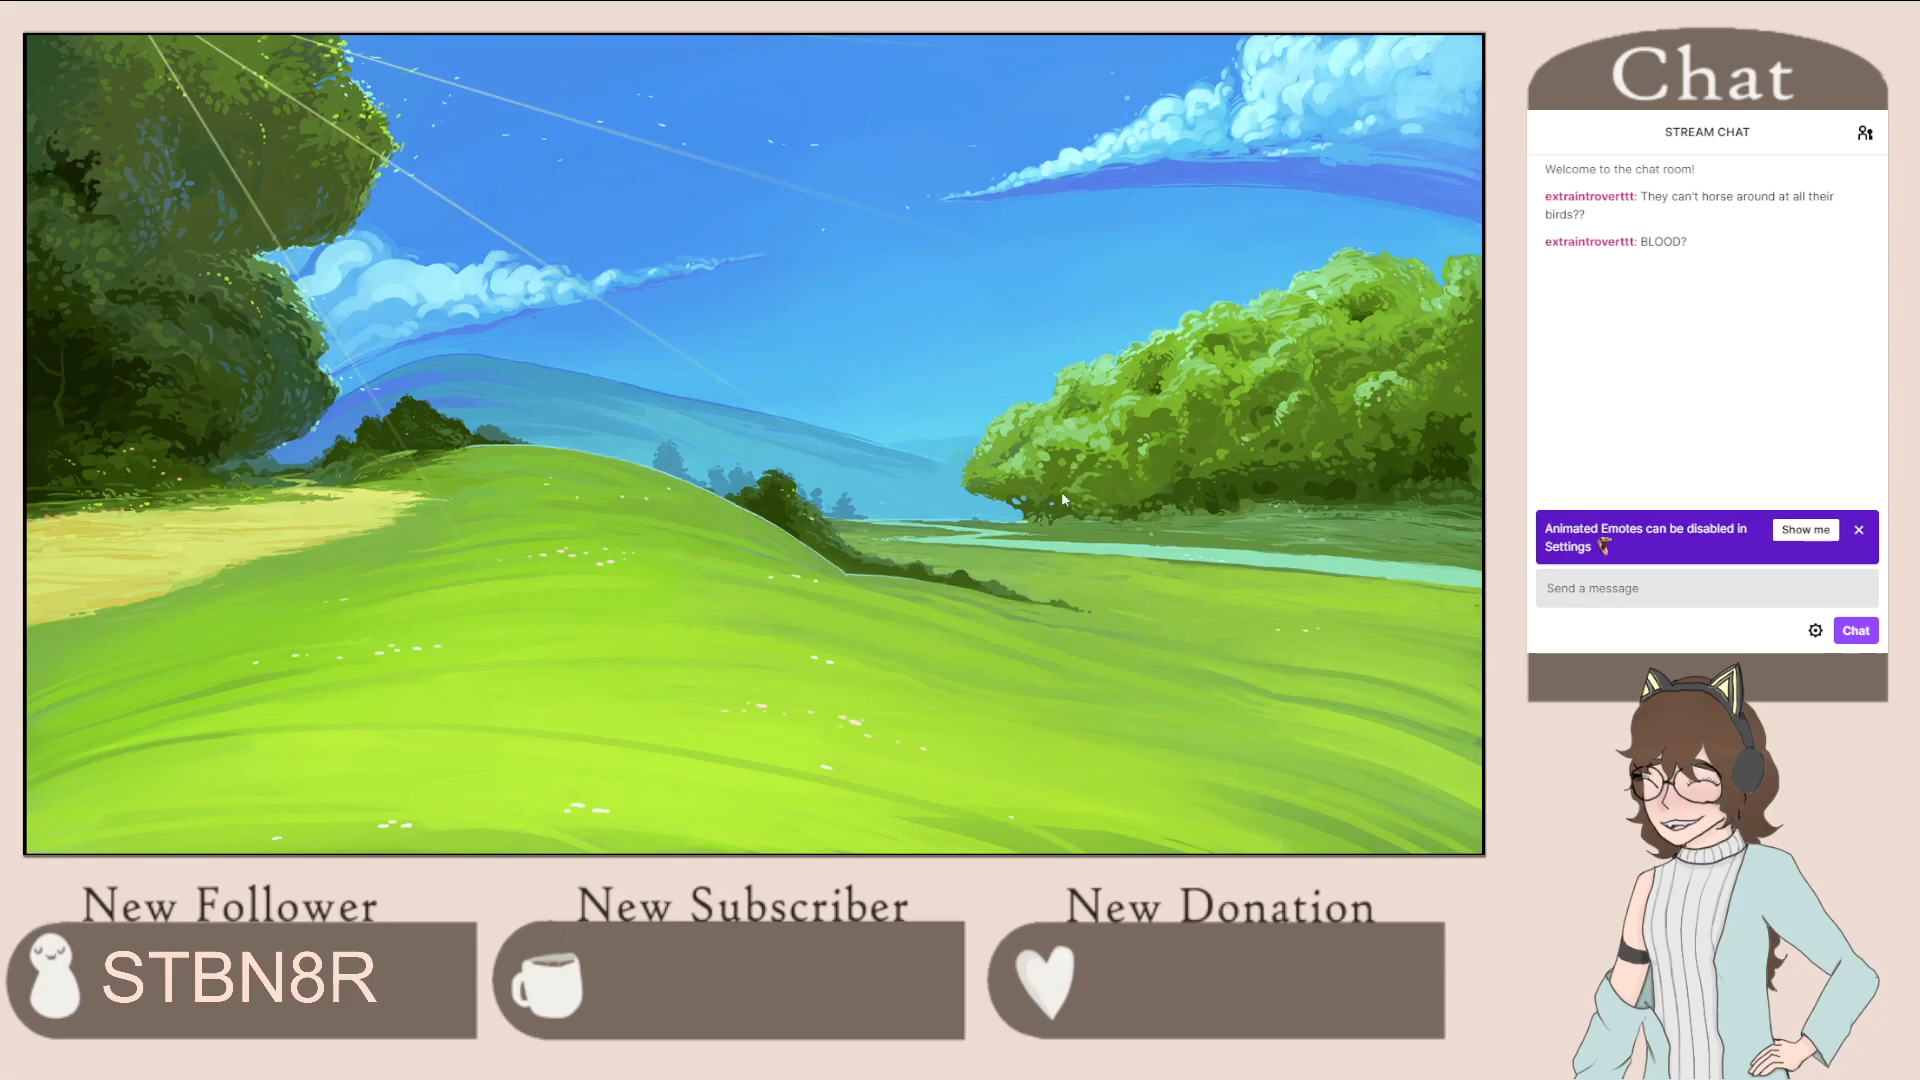 Chat
STREAM CHAT
Welcome to the chat room!
extraintroverttt: They can't horse around at all their
birds??
extraintroverttt: BLOOD?
Animated Emotes can be disabled in
Settings
Show me
Send a message
Chat
New Follower
New Subscriber
New Donation
STBN8R